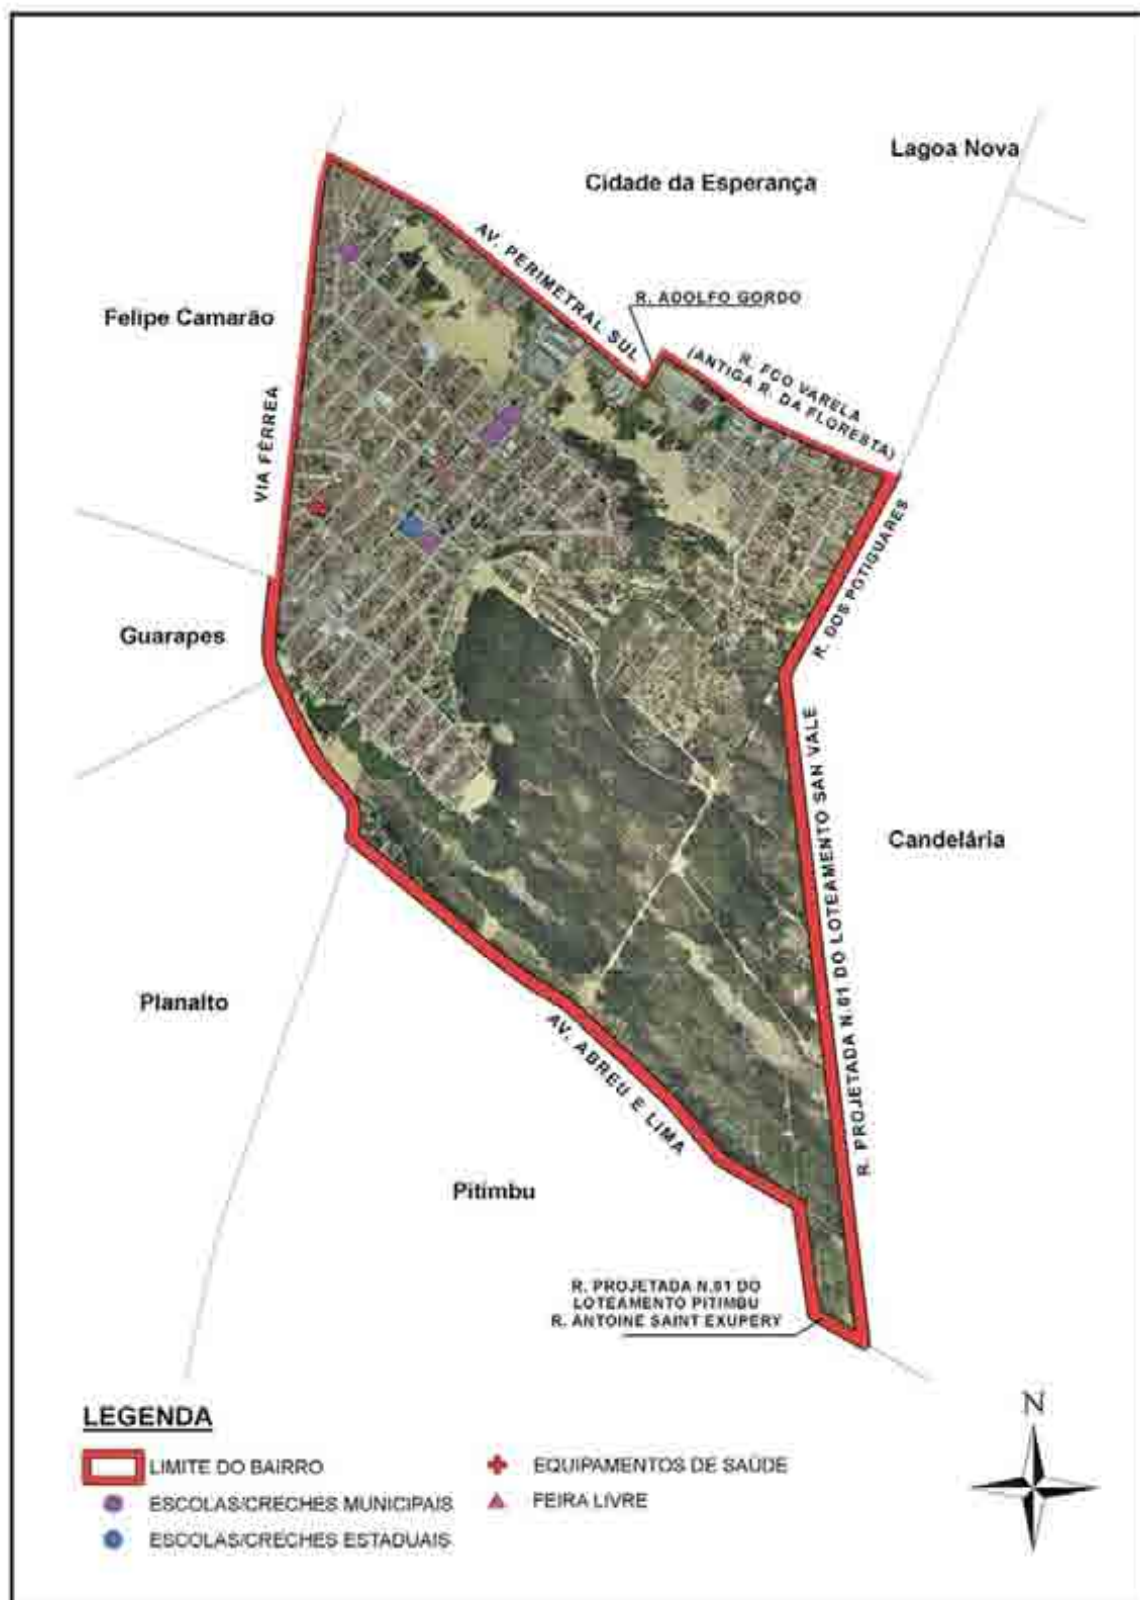 Lagoa Nova
Cidade da Esperança
AV. PERIMETRAL SUL
R. ADOLFO GORDO
Felipe Camarão
R. FCO VARELA
(ANTIGA R. DA FLORESTA)
VIA FÉRREA
R. DOS POTIGUARES
Guarapes
R. PROJETADA N.01 DO LOTEAMENTO SAN VALE
Candelária
Planalto
AV. ABREU E LIMA
Pitimbu
R. PROJETADA N.01 DO
LOTEAMENTO PITIMBU
R. ANTOINE SAINT EXUPERY
N
LEGENDA
LIMITE DO BAIRRO
ESCOLAS/CRECHES MUNICIPAIS
ESCOLAS/CRECHES ESTADUAIS
EQUIPAMENTOS DE SAÚDE
FEIRA LIVRE